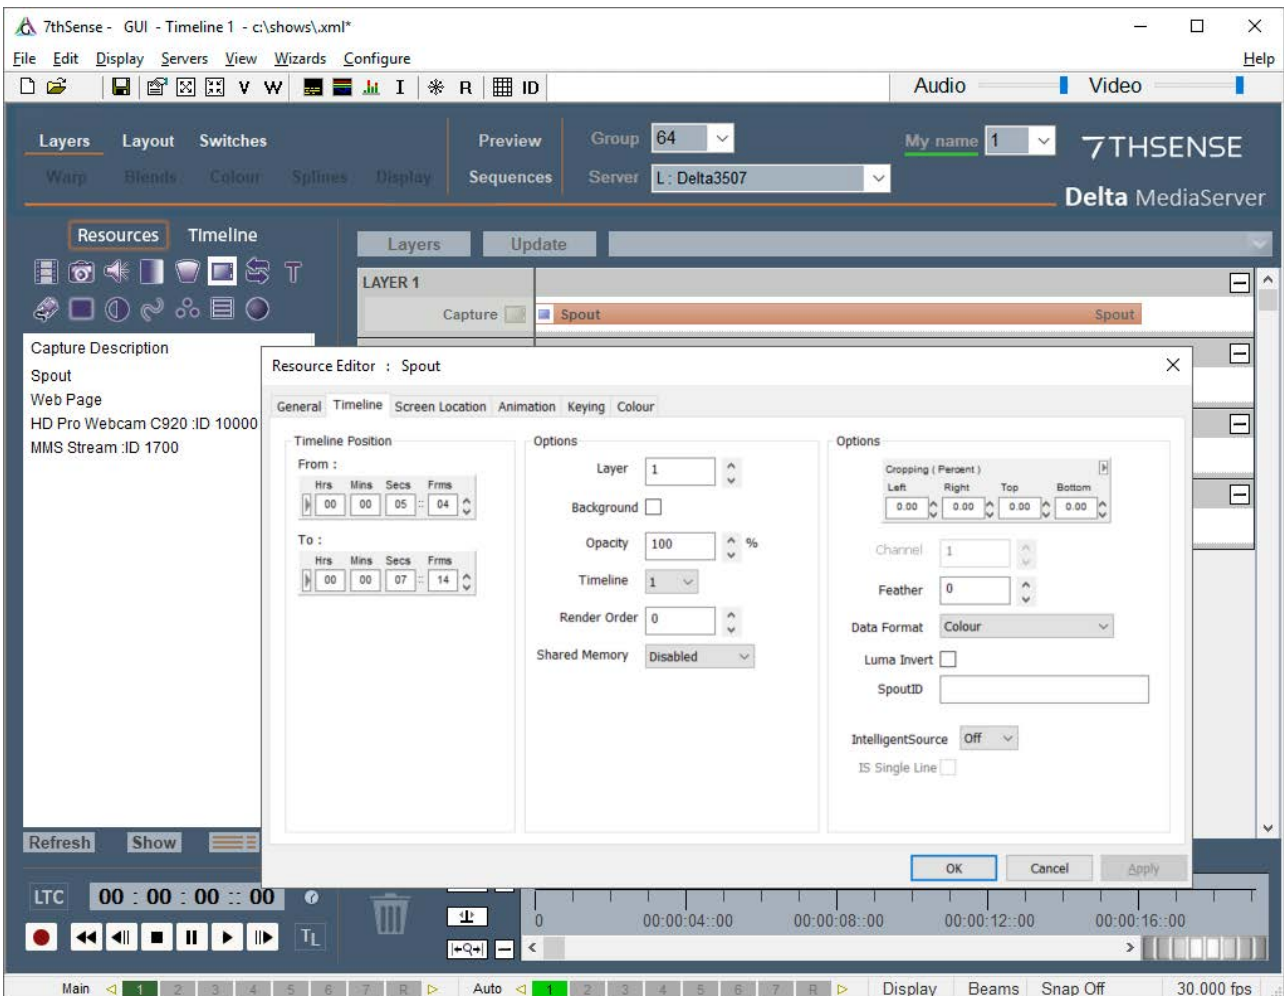 7thSense - GUI - Timeline 1 - c:\shows\.xml*
File Edit Display Servers View Wizards Configure Help
V W I R ID Audio Video
Layers Layout Switches Preview Group 64 My name 1 7THSENSE
Warp Blends Colour Splines Display Sequences Server L : Delta3507
Delta MediaServer
Resources Timeline Layers Update
T
LAYER 1
Capture Spout Spout
Capture Description
Spout
Web Page
HD Pro Webcam C920 :ID 10000
MMS Stream :ID 1700
Resource Editor : Spout
General Timeline Screen Location Animation Keying Colour
Timeline Position
From :
Hrs Mins Secs Frms
00 00 05 :: 04
To :
Hrs Mins Secs Frms
00 00 07 :: 14
Options
Layer 1
Background
Opacity 100 %
Timeline 1
Render Order 0
Shared Memory Disabled
Options
Cropping ( Percent )
Left Right Top Bottom
0.00 0.00 0.00 0.00
Channel 1
Feather 0
Data Format Colour
Luma Invert
SpoutID
IntelligentSource Off
IS Single Line
OK Cancel Apply
Refresh Show
LTC 00 : 00 : 00 :: 00
TL
0 00:00:04::00 00:00:08::00 00:00:12::00 00:00:16::00
Main 1 2 3 4 5 6 7 R Auto 1 2 3 4 5 6 7 R Display Beams Snap Off 30.000 fps